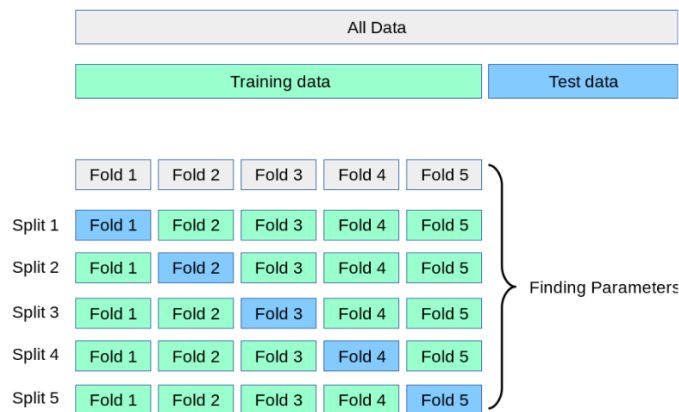 All Data
Training data Test data
Fold 1 Fold 2 Fold 3 Fold 4 Fold 5
Split 1 Fold 1 Fold 2 Fold 3 Fold 4 Fold 5
Split 2 Fold 1 Fold 2 Fold 3 Fold 4 Fold 5
Finding Parameters
Split 3 Fold 1 Fold 2 Fold 3 Fold 4 Fold 5
Split 4 Fold 1 Fold 2 Fold 3 Fold 4 Fold 5
Split 5 Fold 1 Fold 2 Fold 3 Fold 4 Fold 5